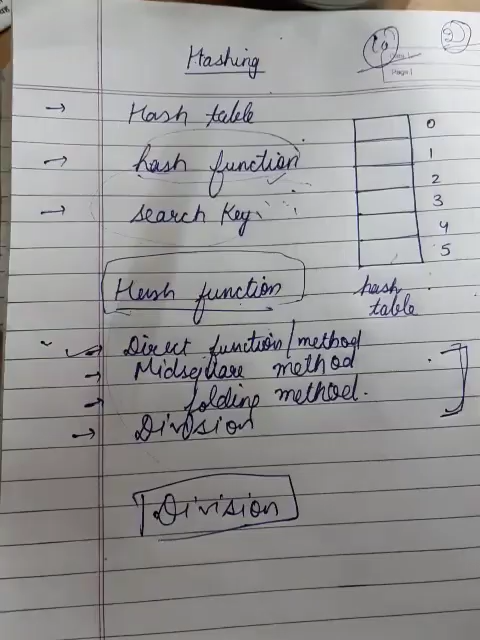 Hashing
Page
→ Hash table
→ hash function
→ search Key
0
1
2
3
4
5
hash
table
Hash function
→ Direct function/method
→ Midsquare method
→ folding method.
→ Division
Division